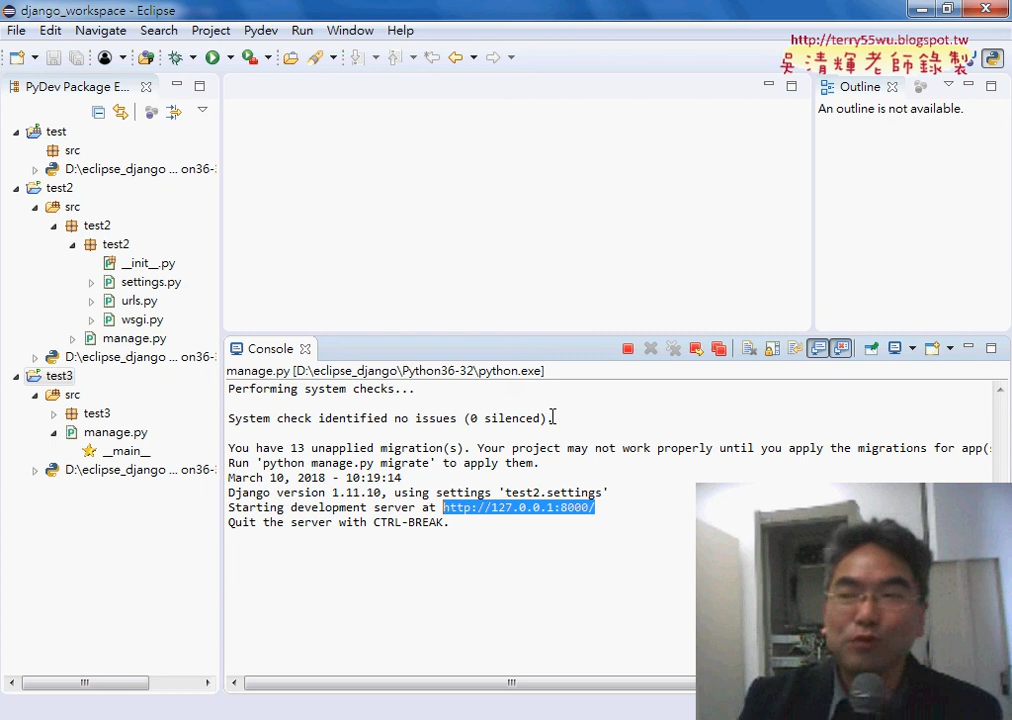 django_workspace - Eclipse
File Edit Navigate Search Project Pydev Run Window Help
http://terry55wu.blogspot.tw
吳清輝老師錄製
PyDev Package E...
Outline
An outline is not available.
test
src
D:\eclipse_django ... on36-3
test2
src
test2
test2
__init__.py
settings.py
urls.py
wsgi.py
manage.py
D:\eclipse_django ... on36-3
test3
src
test3
manage.py
__main__
D:\eclipse_django ... on36-3
Console
manage.py [D:\eclipse_django\Python36-32\python.exe]
Performing system checks...
System check identified no issues (0 silenced).
You have 13 unapplied migration(s). Your project may not work properly until you apply the migrations for app(s
Run 'python manage.py migrate' to apply them.
March 10, 2018 - 10:19:14
Django version 1.11.10, using settings 'test2.settings'
Starting development server at http://127.0.0.1:8000/
Quit the server with CTRL-BREAK.